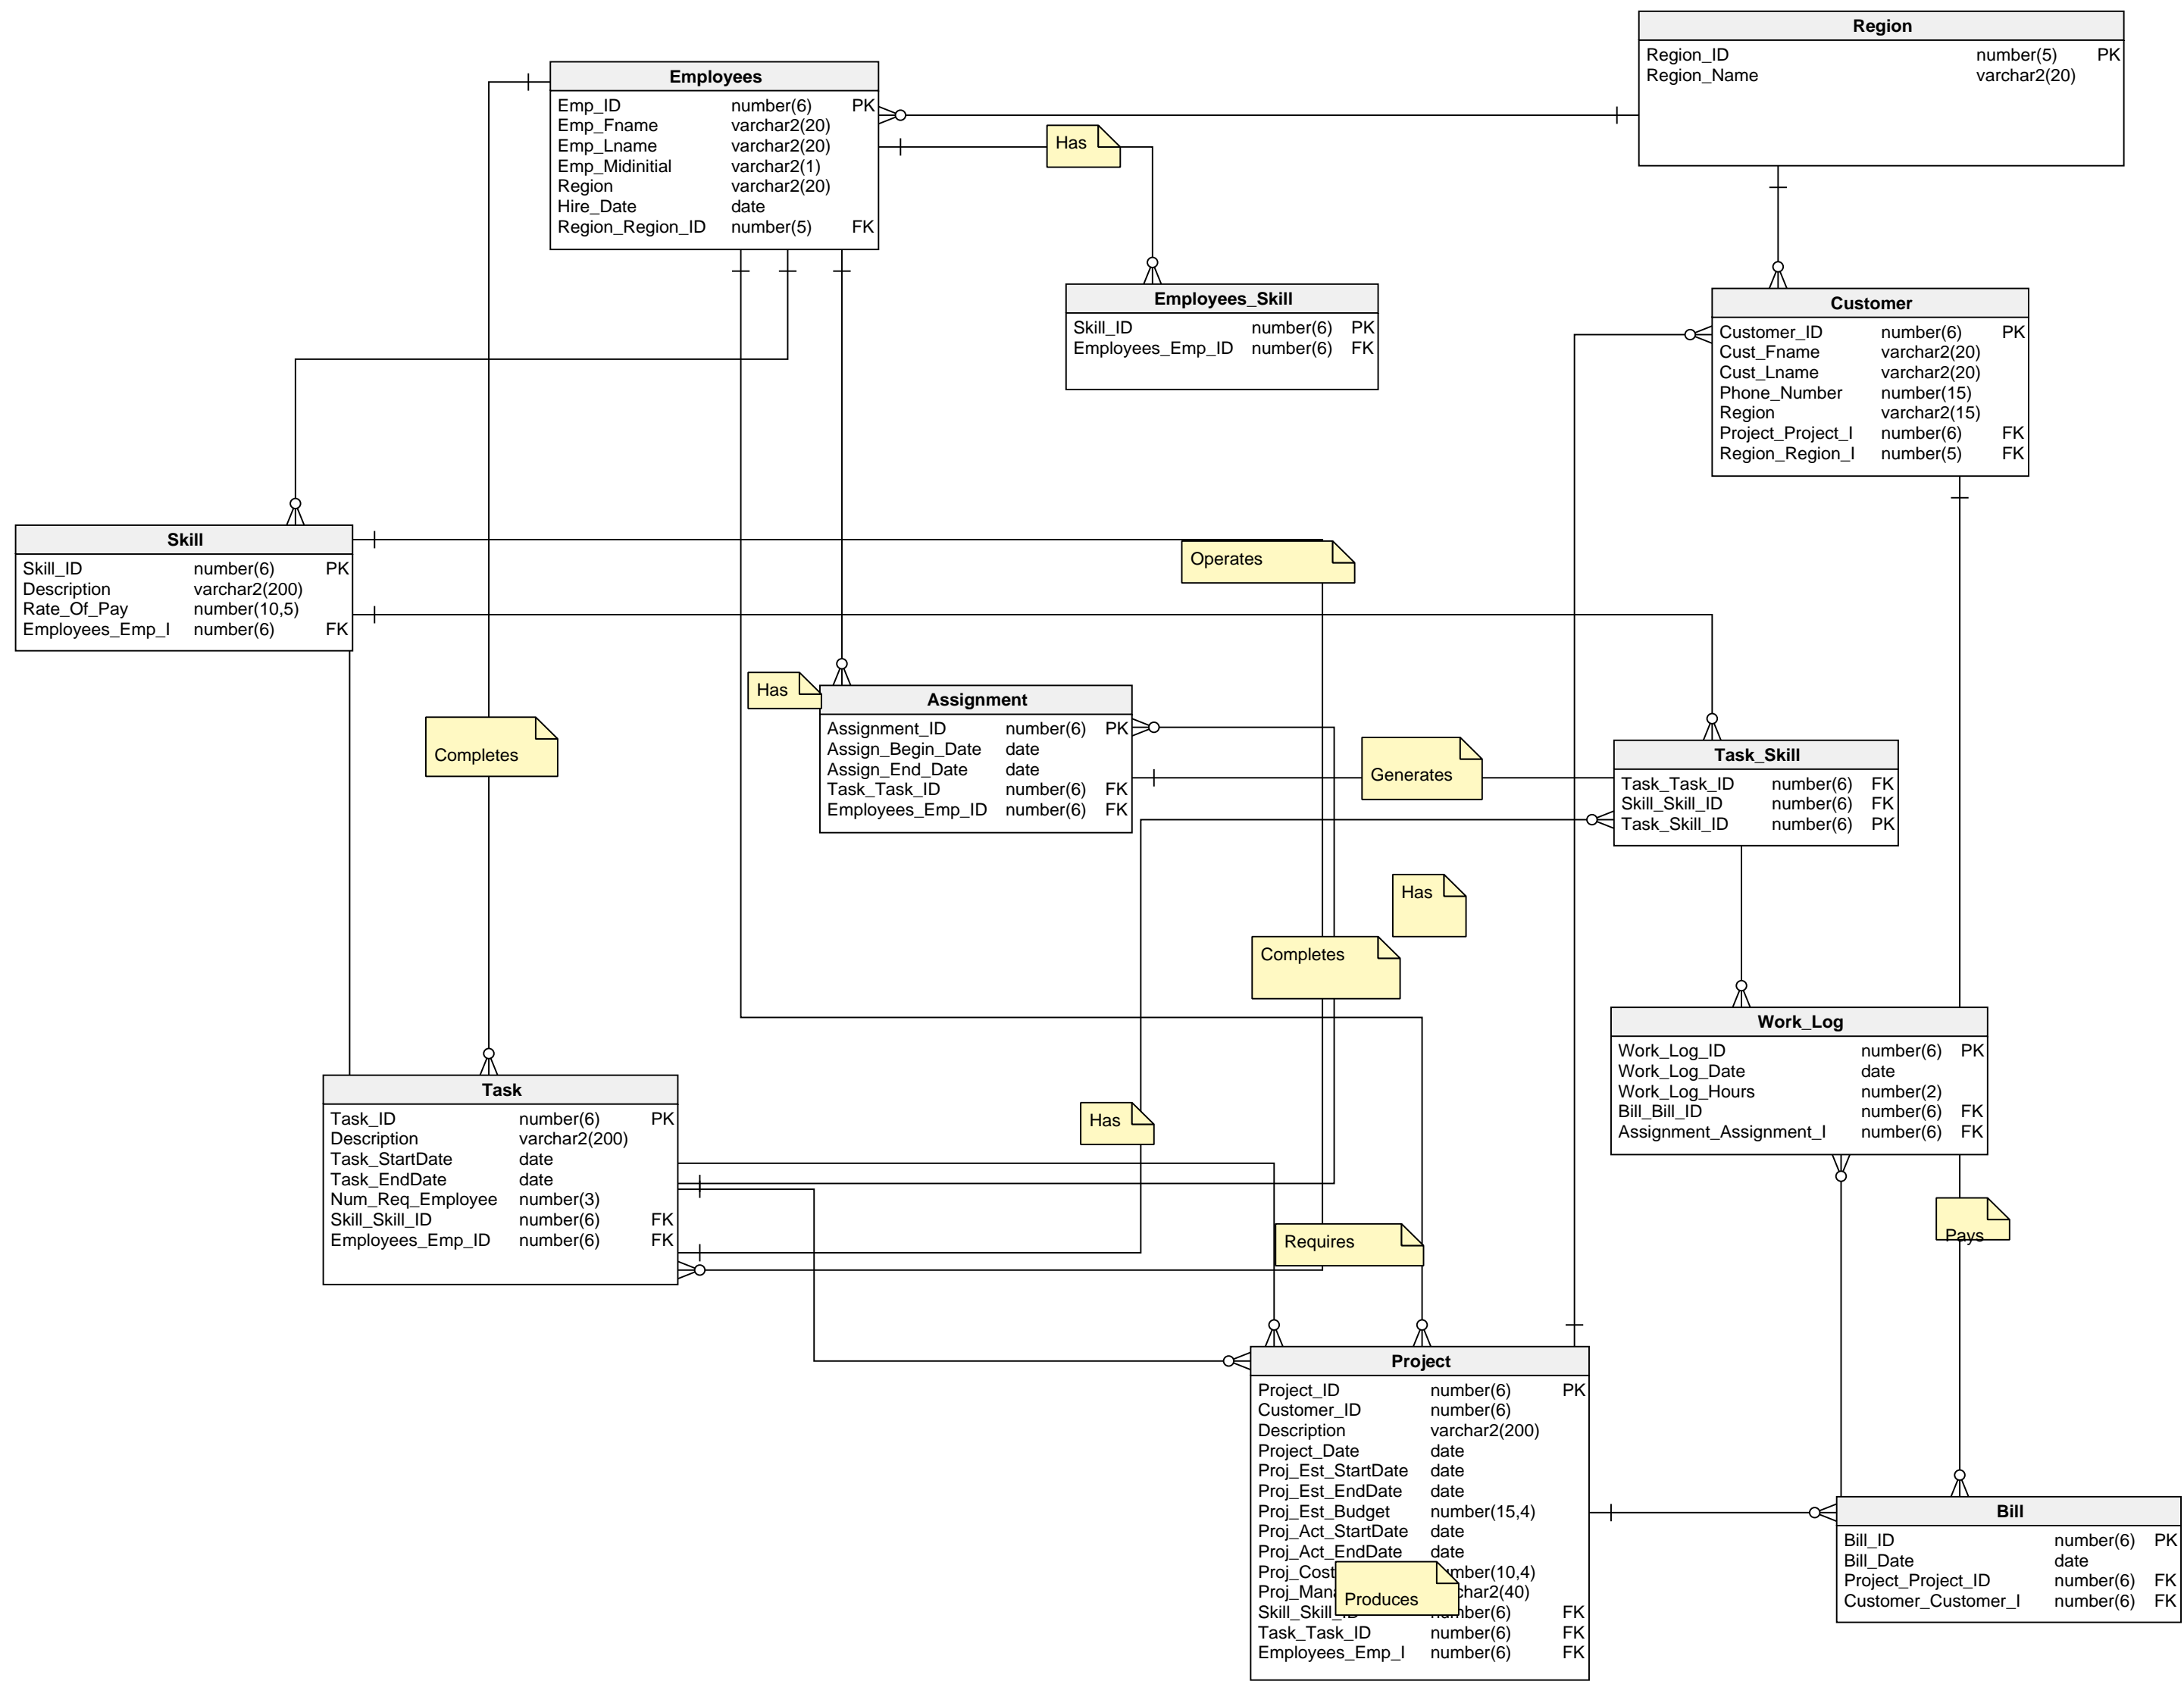 Region
Region_ID number(5) PK
Region_Name varchar2(20)
Employees
Emp_ID number(6) PK
Emp_Fname varchar2(20)
Emp_Lname varchar2(20)
Emp_Midinitial varchar2(1)
Region varchar2(20)
Hire_Date date
Region_Region_ID number(5) FK
Has
Employees_Skill
Skill_ID number(6) PK
Employees_Emp_ID number(6) FK
Customer
Customer_ID number(6) PK
Cust_Fname varchar2(20)
Cust_Lname varchar2(20)
Phone_Number number(15)
Region varchar2(15)
Project_Project_I number(6) FK
Region_Region_I number(5) FK
Skill
Skill_ID number(6) PK
Description varchar2(200)
Rate_Of_Pay number(10,5)
Employees_Emp_I number(6) FK
Operates
Has
Assignment
Assignment_ID number(6) PK
Assign_Begin_Date date
Assign_End_Date date
Task_Task_ID number(6) FK
Employees_Emp_ID number(6) FK
Completes
Generates
Task_Skill
Task_Task_ID number(6) FK
Skill_Skill_ID number(6) FK
Task_Skill_ID number(6) PK
Has
Completes
Work_Log
Work_Log_ID number(6) PK
Work_Log_Date date
Work_Log_Hours number(2)
Bill_Bill_ID number(6) FK
Assignment_Assignment_I number(6) FK
Task
Task_ID number(6) PK
Description varchar2(200)
Task_StartDate date
Task_EndDate date
Num_Req_Employee number(3)
Skill_Skill_ID number(6) FK
Employees_Emp_ID number(6) FK
Has
Requires
Pays
Project
Project_ID number(6) PK
Customer_ID number(6)
Description varchar2(200)
Project_Date date
Proj_Est_StartDate date
Proj_Est_EndDate date
Proj_Est_Budget number(15,4)
Proj_Act_StartDate date
Proj_Act_EndDate date
Proj_Cost mber(10,4)
Proj_Mana char2(40)
Produces
Skill_Skill_ID number(6) FK
Task_Task_ID number(6) FK
Employees_Emp_I number(6) FK
Bill
Bill_ID number(6) PK
Bill_Date date
Project_Project_ID number(6) FK
Customer_Customer_I number(6) FK